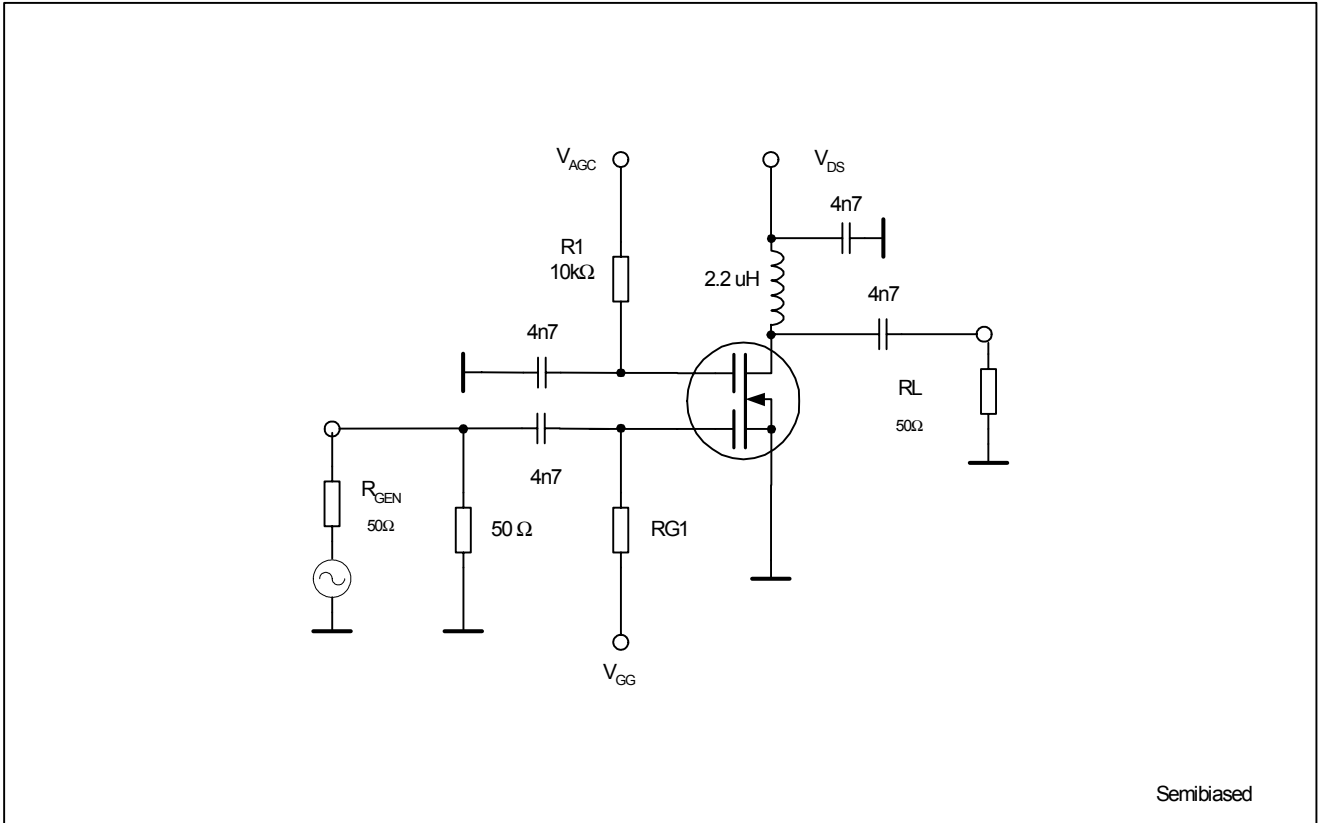 V_AGC
V_DS
4n7
R1
10kΩ
2.2 uH
4n7
4n7
RL
50Ω
4n7
R_GEN
50Ω
50 Ω
RG1
V_GG
Semibiased